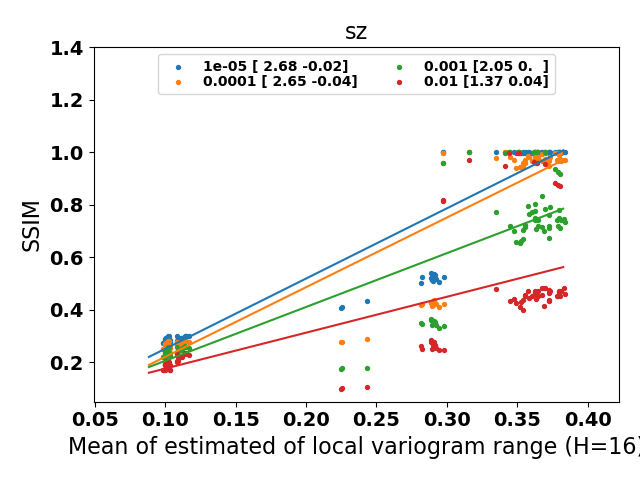 sz
1e-05 [ 2.68 -0.02]
0.0001 [ 2.65 -0.04]
0.001 [2.05 0.  ]
0.01 [1.37 0.04]
SSIM
1.4
1.2
1.0
0.8
0.6
0.4
0.2
0.05 0.10 0.15 0.20 0.25 0.30 0.35 0.40
Mean of estimated of local variogram range (H=16)